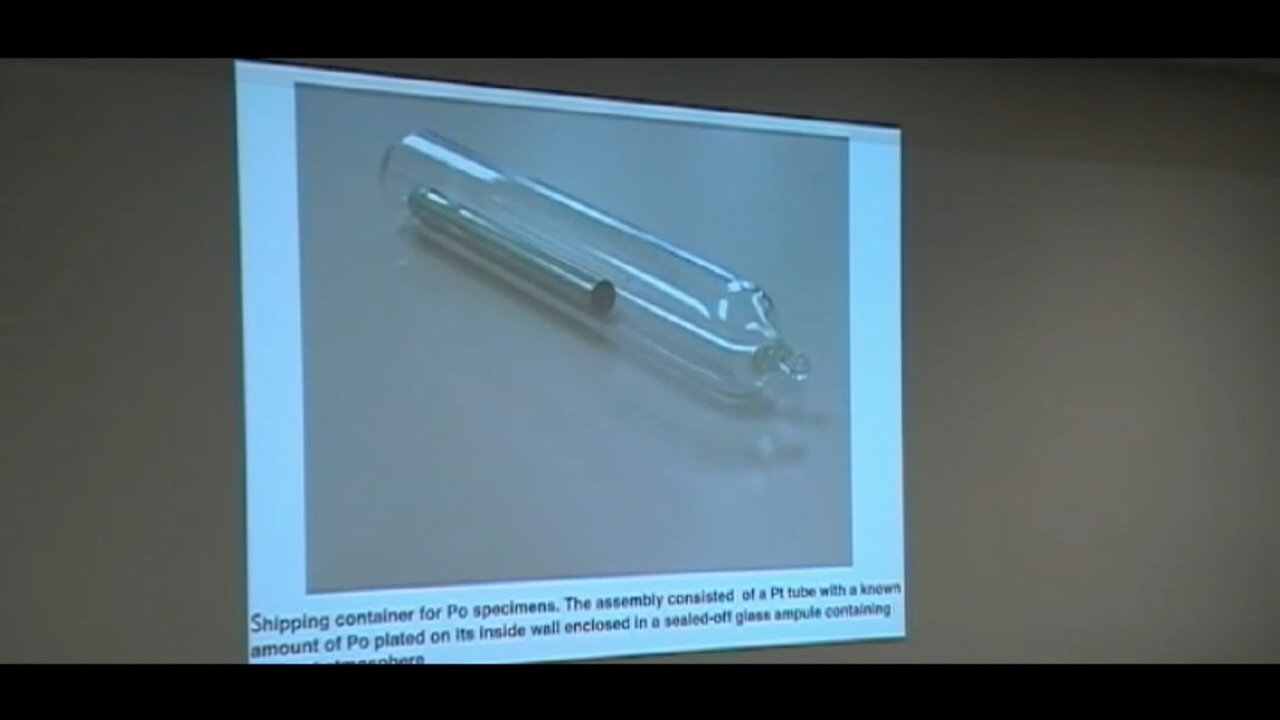 Shipping container for Po specimens. The assembly consisted of a Pt tube with a known
amount of Po plated on its inside wall enclosed in a sealed-off glass ampule containing
atmosphere